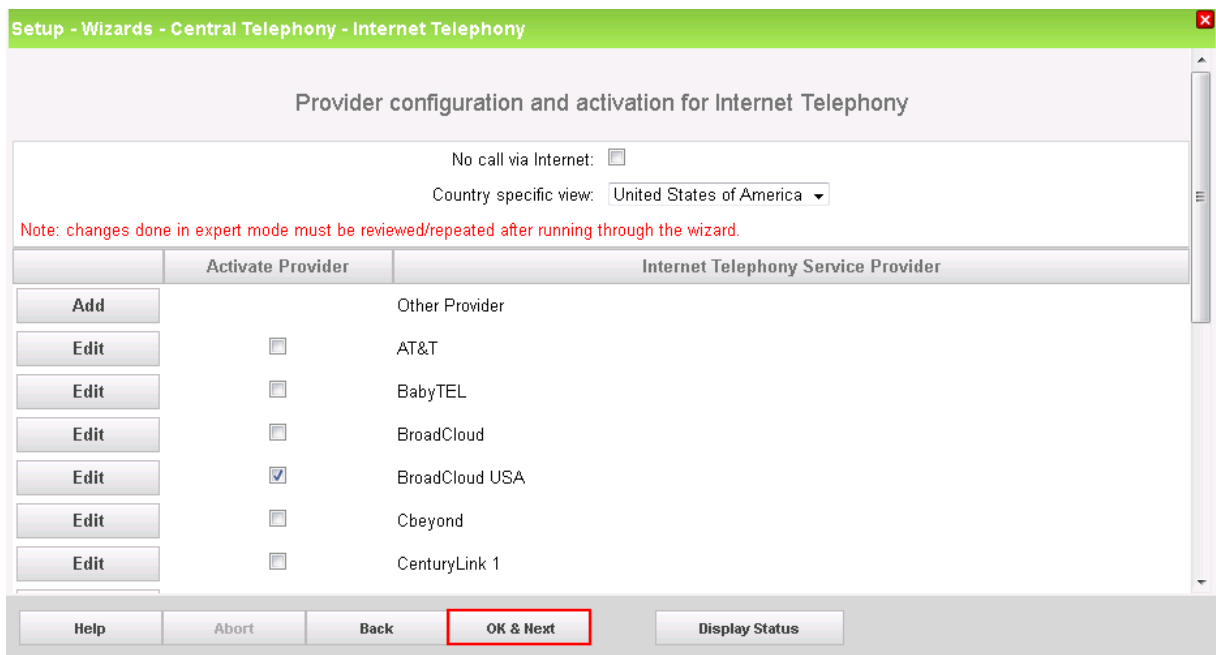 Setup - Wizards - Central Telephony - Internet Telephony
Provider configuration and activation for Internet Telephony
No call via Internet:
Country specific view: United States of America
Note: changes done in expert mode must be reviewed/repeated after running through the wizard.
Activate Provider Internet Telephony Service Provider
Add Other Provider
Edit AT&T
Edit BabyTEL
Edit BroadCloud
Edit BroadCloud USA
Edit Cbeyond
Edit CenturyLink 1
Help Abort Back OK & Next Display Status